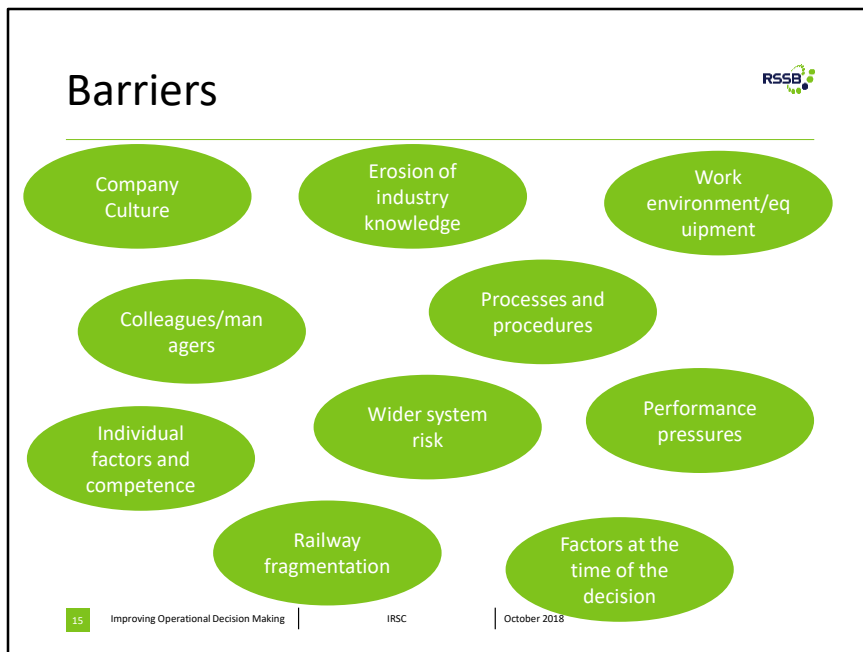 Barriers
RSSB
Company
Culture
Erosion of
industry
knowledge
Work
environment/eq
uipment
Colleagues/man
agers
Processes and
procedures
Individual
factors and
competence
Wider system
risk
Performance
pressures
Railway
fragmentation
Factors at the
time of the
decision
15 Improving Operational Decision Making IRSC October 2018